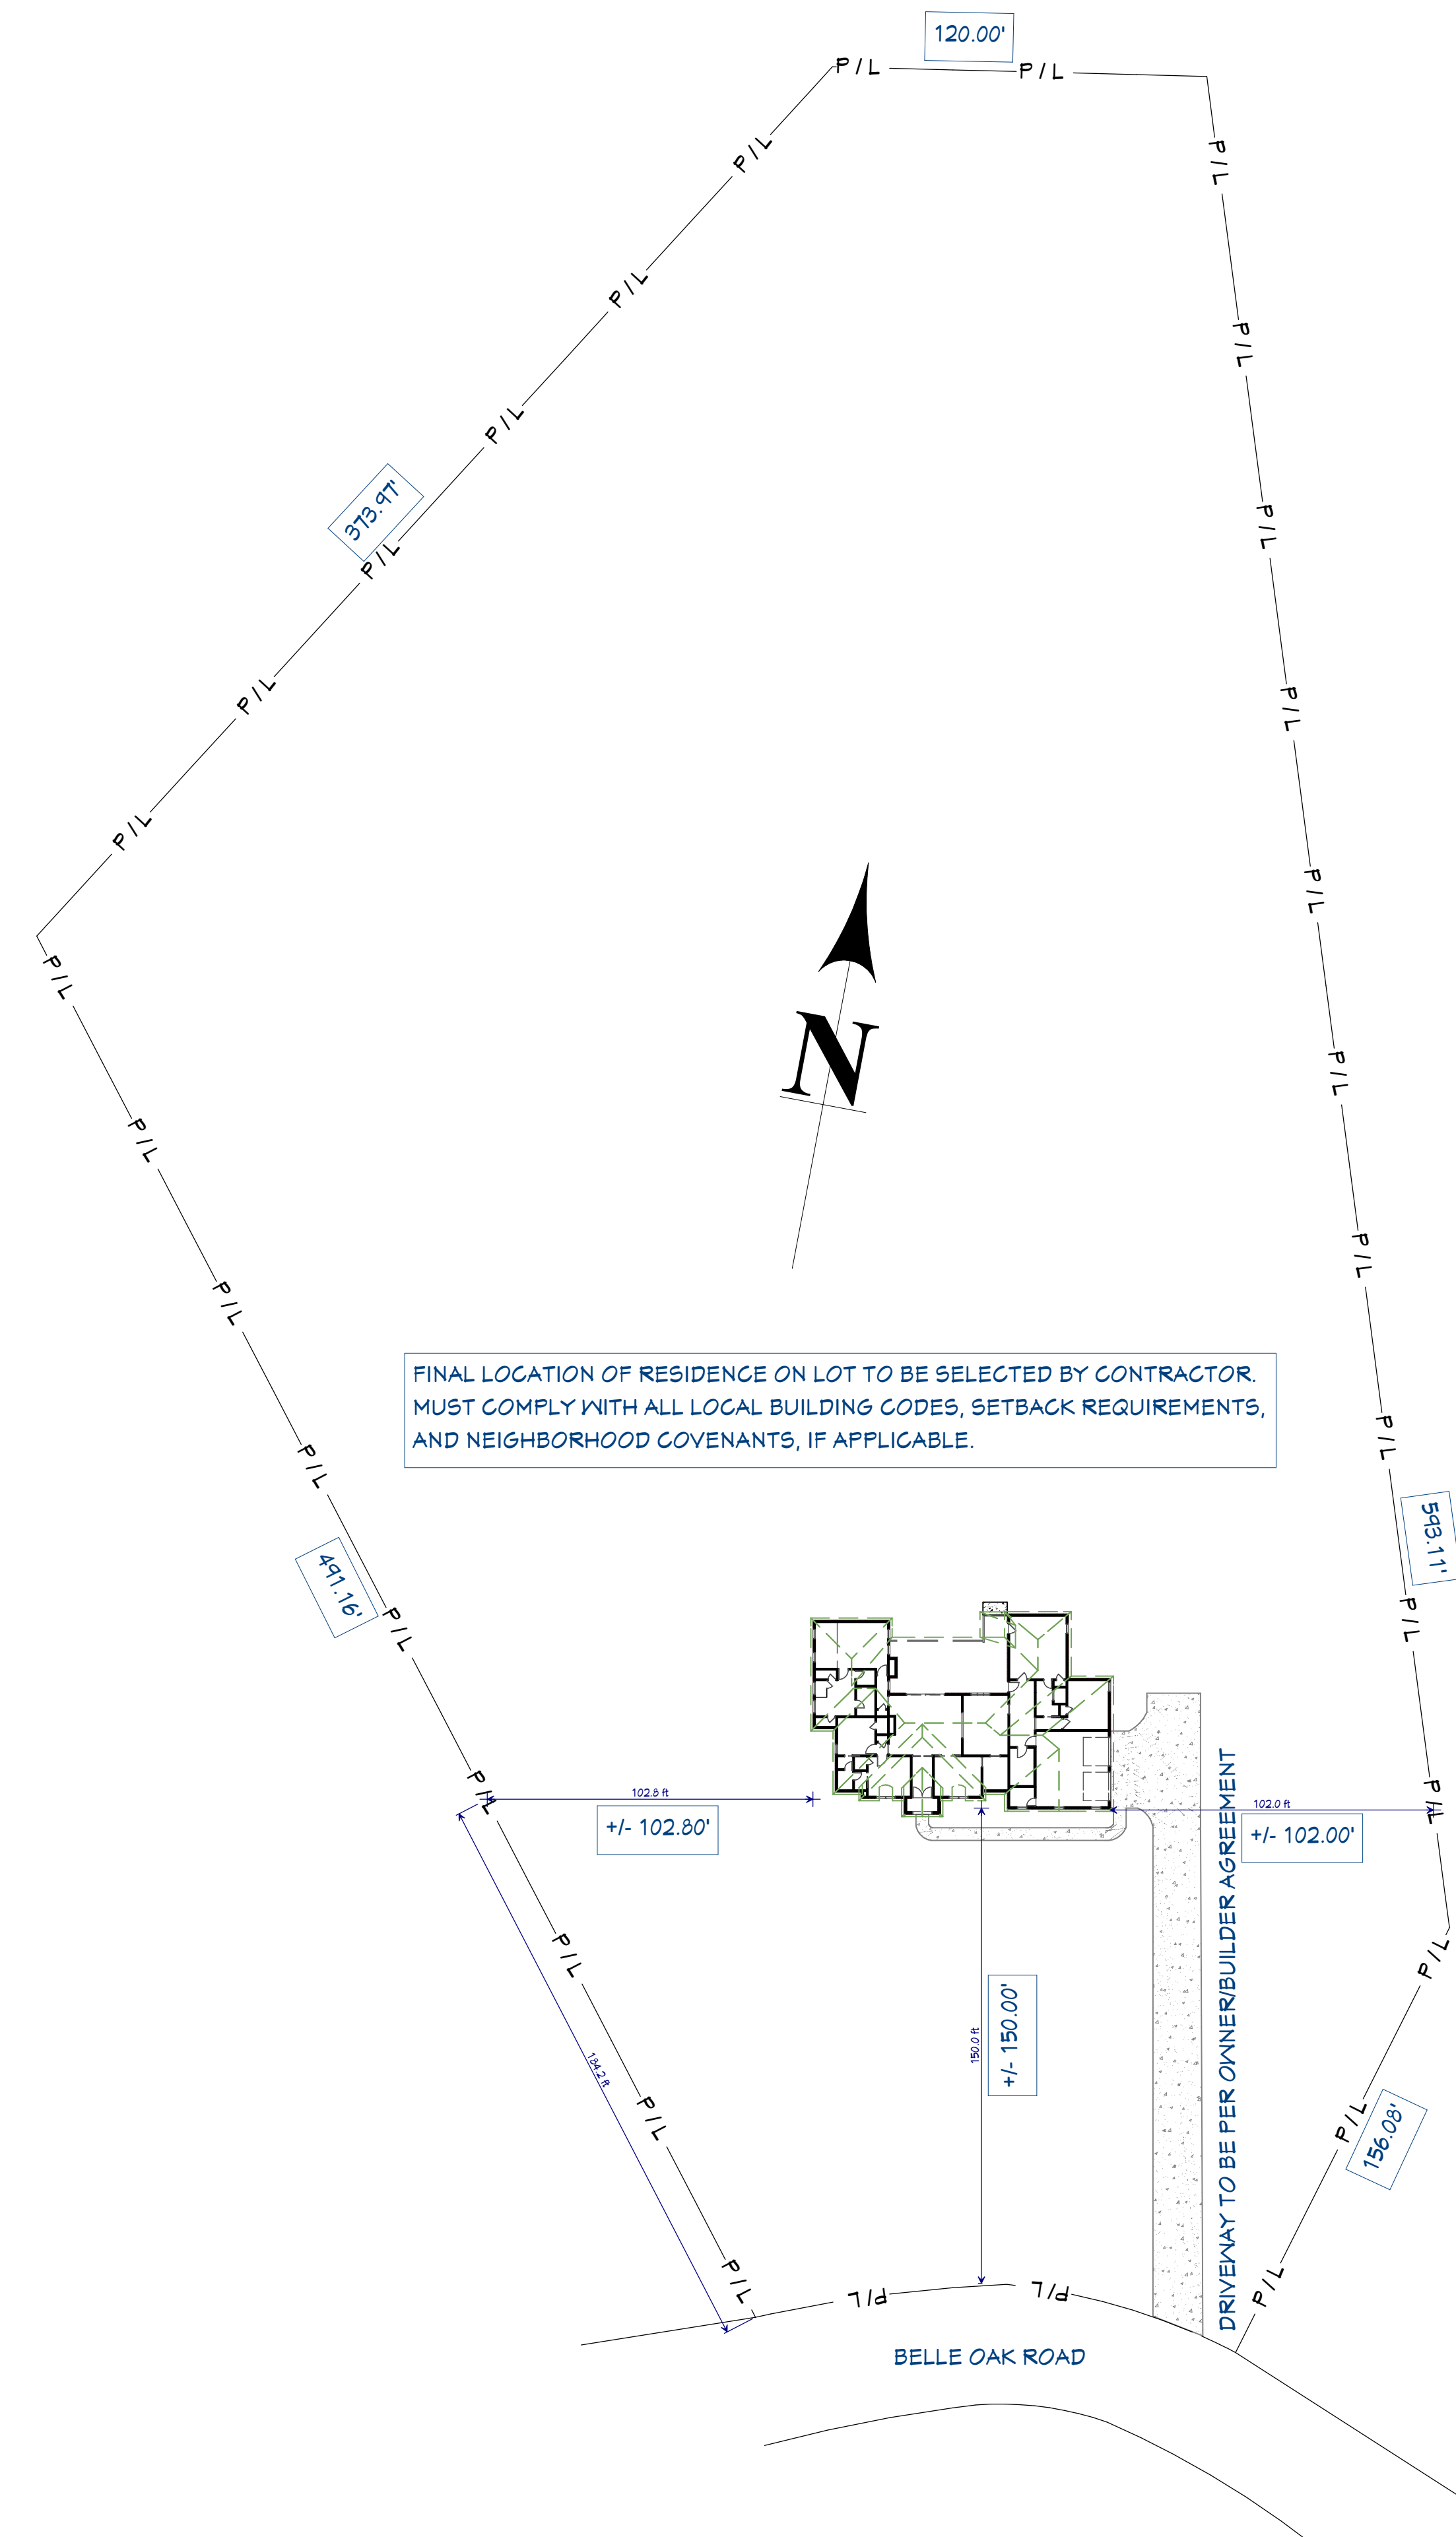 120.00'
P/L
P/L
P/L
P/L
P/L
P/L
P/L
P/L
P/L
P/L
373.97'
P/L
P/L
P/L
P/L
P/L
P/L
P/L
P/L
N
P/L
P/L
P/L
FINAL LOCATION OF RESIDENCE ON LOT TO BE SELECTED BY CONTRACTOR.
MUST COMPLY WITH ALL LOCAL BUILDING CODES, SETBACK REQUIREMENTS,
AND NEIGHBORHOOD COVENANTS, IF APPLICABLE.
P/L
P/L
593.11'
491.16'
P/L
P/L
P/L
P/L
102.8 ft
+/- 102.80'
102.0 ft
+/- 102.00'
DRIVEWAY TO BE PER OWNER/BUILDER AGREEMENT
P/L
P/L
150.0 ft
+/- 150.00'
184.2 ft
P/L
P/L
156.08'
P/L
P/L
P/L
P/L
BELLE OAK ROAD